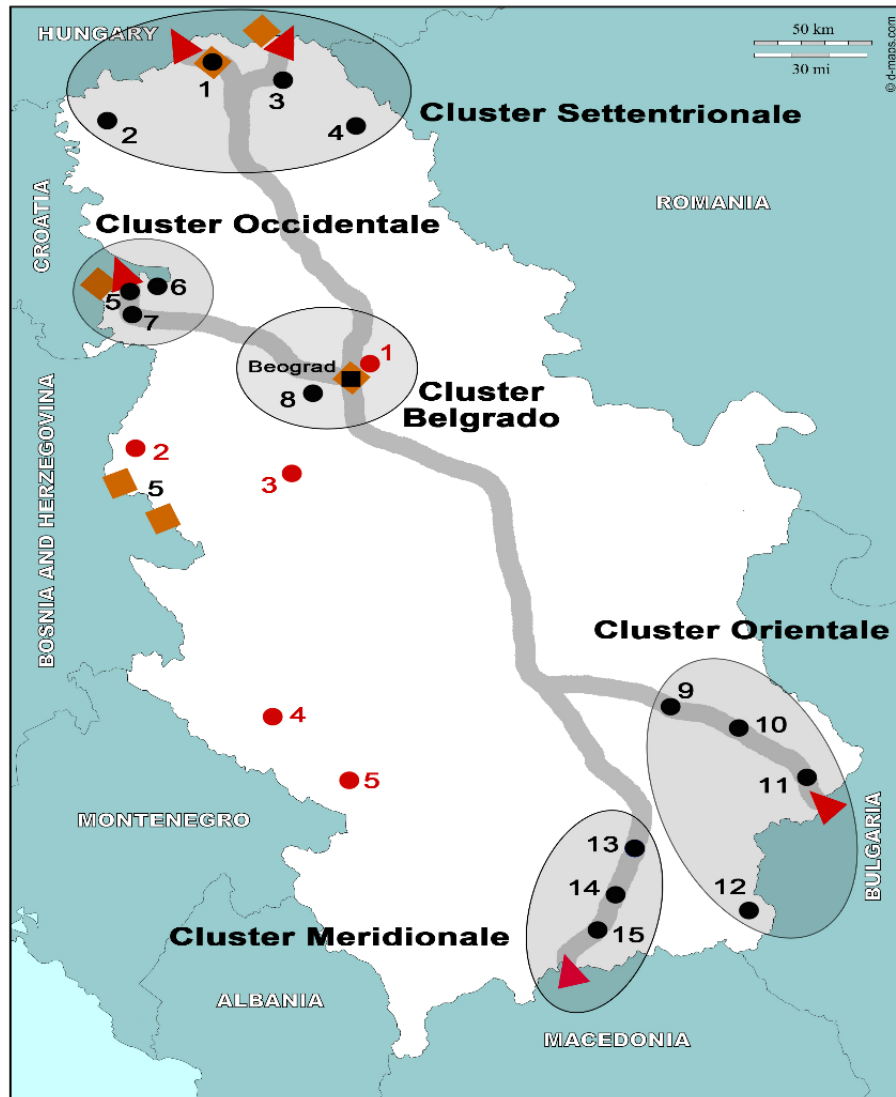 HUNGARY
50 km
30 mi
© d-maps.com
1
3
2
4
Cluster Settentrionale
CROATIA
ROMANIA
Cluster Occidentale
5
6
7
Beograd
1
8
Cluster
Belgrado
BOSNIA AND HERZEGOVINA
2
3
5
Cluster Orientale
9
10
11
4
5
MONTENEGRO
BULGARIA
13
14
12
15
Cluster Meridionale
ALBANIA
MACEDONIA